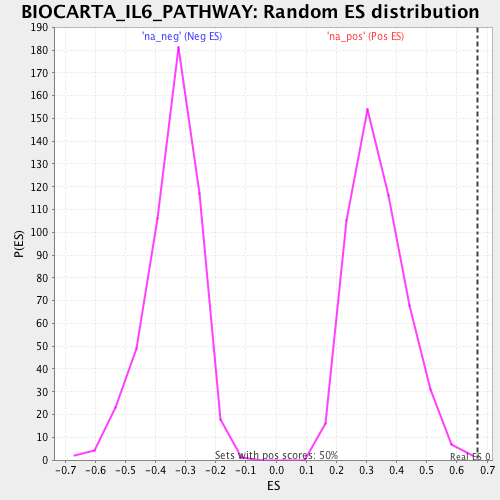 BIOCARTA_IL6_PATHWAY: Random ES distribution
'na_neg' (Neg ES)
'na_pos' (Pos ES)
190
180
170
160
150
140
130
120
110
100
90
80
70
60
50
40
30
20
10
0
P(ES)
Sets with pos scores: 50%
Real ES 0
-0.7 -0.6 -0.5 -0.4 -0.3 -0.2 -0.1 -0.0 0.1 0.2 0.3 0.4 0.5 0.6 0.7
ES